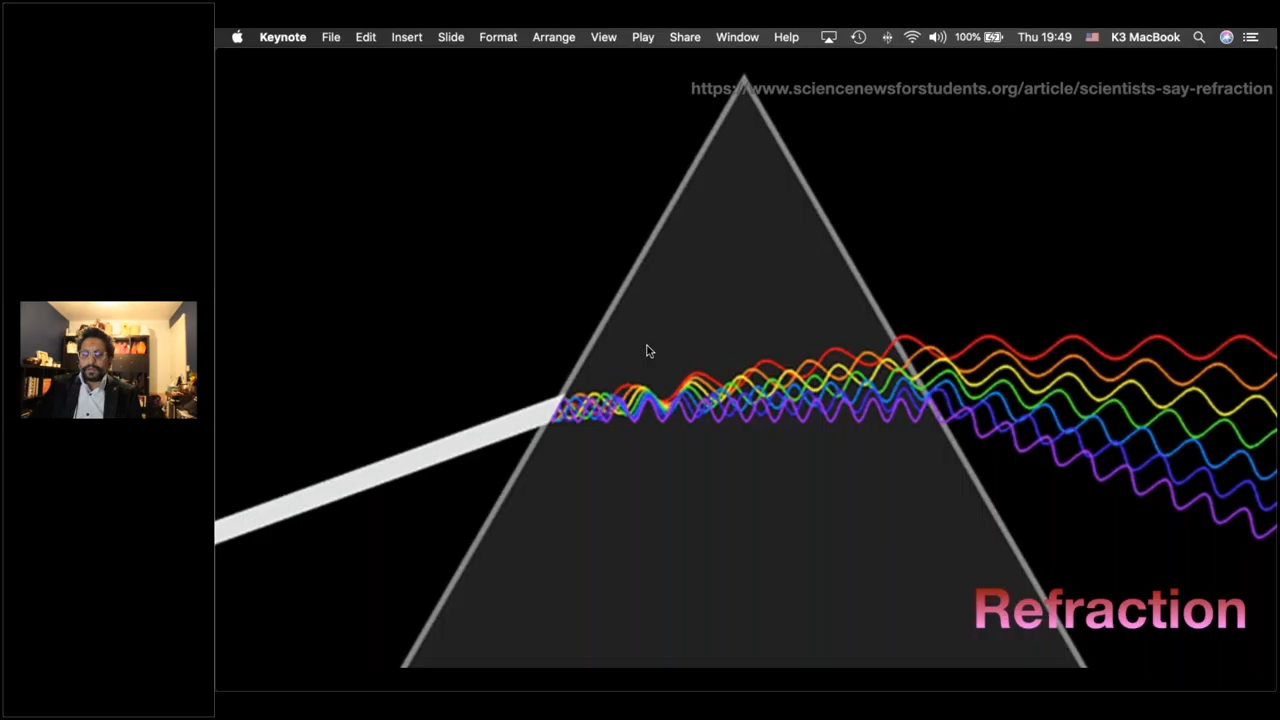 Keynote File Edit Insert Slide Format Arrange View Play Share Window Help 100% Thu 19:49 K3 MacBook
https://www.sciencenewsforstudents.org/article/scientists-say-refraction
Refraction